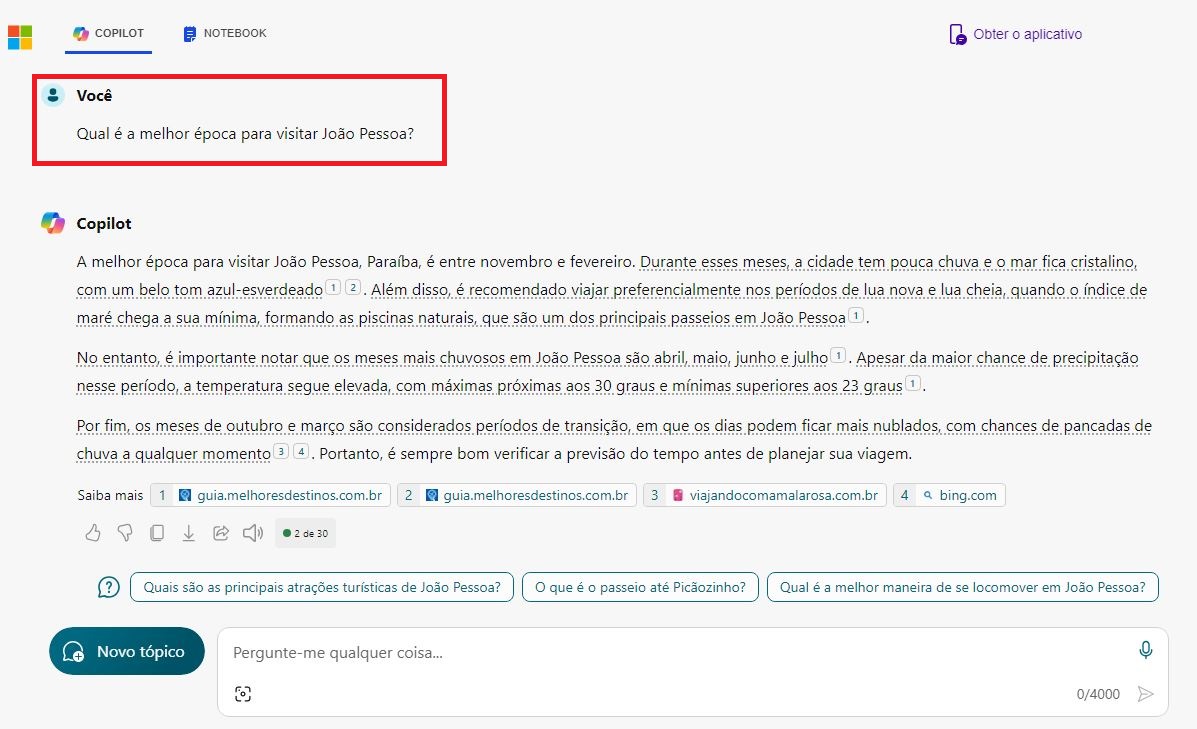 COPILOT NOTEBOOK Obter o aplicativo
Você
Qual é a melhor época para visitar João Pessoa?
Copilot
A melhor época para visitar João Pessoa, Paraíba, é entre novembro e fevereiro. Durante esses meses, a cidade tem pouca chuva e o mar fica cristalino,
com um belo tom azul-esverdeado 1 2 . Além disso, é recomendado viajar preferencialmente nos períodos de lua nova e lua cheia, quando o índice de
maré chega a sua mínima, formando as piscinas naturais, que são um dos principais passeios em João Pessoa 1 .
No entanto, é importante notar que os meses mais chuvosos em João Pessoa são abril, maio, junho e julho 1 . Apesar da maior chance de precipitação
nesse período, a temperatura segue elevada, com máximas próximas aos 30 graus e mínimas superiores aos 23 graus 1 .
Por fim, os meses de outubro e março são considerados períodos de transição, em que os dias podem ficar mais nublados, com chances de pancadas de
chuva a qualquer momento 3 4 . Portanto, é sempre bom verificar a previsão do tempo antes de planejar sua viagem.
Saiba mais 1 guia.melhoresdestinos.com.br 2 guia.melhoresdestinos.com.br 3 viajandocomamalarosa.com.br 4 bing.com
2 de 30
Quais são as principais atrações turísticas de João Pessoa? O que é o passeio até Picãozinho? Qual é a melhor maneira de se locomover em João Pessoa?
Novo tópico Pergunte-me qualquer coisa...
0/4000